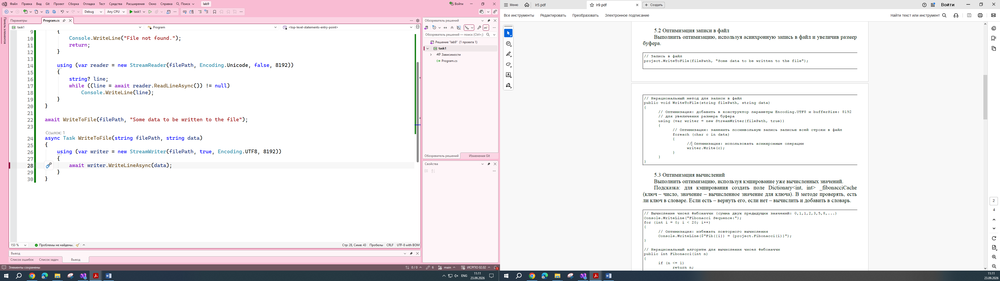 Файл Правка Вид Git Проект Сборка Отладка Тест Средства Расширения Окно Справка Поиск lab9 Войти
Debug Any CPU task1
Панель элементов
Параметры Program.cs
task1 Program <top-level-statements-entry-point>
9 {
10 Console.WriteLine("File not found.");
11 return;
12 }
13
14 using (var reader = new StreamReader(filePath, Encoding.Unicode, false, 8192))
15 {
16 string? line;
17 while ((line = await reader.ReadLineAsync()) != null)
18 Console.WriteLine(line);
19 }
20 }
21
22 await WriteToFile(filePath, "Some data to be written to the file");
23
Ссылок: 1
24 async Task WriteToFile(string filePath, string data)
25 {
26 using (var writer = new StreamWriter(filePath, true, Encoding.UTF8, 8192))
27 {
28 await writer.WriteLineAsync(data);
29 }
30 }
153 % Проблемы не найдены. Стр: 28, Симв: 43 Пробелы CRLF UTF-8 with BOM
Вывод
Список ошибок Список задач Вывод
Элементы сохранены 0 / 0 6 main ИСРПО 02.02 1
Обозреватель решений
Обозреватель решений — поиск (Ctrl+;)
Решение "lab9" (1 проекта 1)
task1
Зависимости
C# Program.cs
Обозреватель решений Изменения Git
Свойства
ENG 11:11
23.09.2026
Меню lr5.pdf lr9.pdf Создать Войти
Все инструменты Редактировать Преобразовать Электронное подписание Найти текст или инструмент
5.2 Оптимизация записи в файл
Выполнить оптимизацию, используя асинхронную запись в файл и увеличив размер
буфера.
// Запись в файл
project.WriteToFile(filePath, "Some data to be written to the file");
// Нерациональный метод для записи в файл
public void WriteToFile(string filePath, string data)
{
// Оптимизация: добавить в конструктор параметры Encoding.UTF8 и bufferSize: 8192
// для увеличения размера буфера
using (var writer = new StreamWriter(filePath, true))
{
// Оптимизация: заменить посимвольную запись записью всей строки в файл
foreach (char c in data)
{
// Оптимизация: использовать асинхронные операции
writer.Write(c);
}
}
}
5.3 Оптимизация вычислений
Выполнить оптимизацию, используя кэширование уже вычисленных значений.
Подсказка: для кэширования создать поле Dictionary<int, int> _fibonacciCache
(ключ – число, значение – вычисленное значение для ключа). В методе проверять, есть
ли ключ в словаре. Если есть – вернуть его, если нет – вычислить и добавить в словарь.
// Вычисление чисел Фибоначчи (сумма двух предыдущих значений: 0,1,1,2,3,5,8,...)
Console.WriteLine("Fibonacci Sequence:");
for (int i = 0; i < 20; i++)
{
// Оптимизация: избежать повторного вычисления
Console.WriteLine($"Fib({i}) = {project.Fibonacci(i)}");
}
// Нерациональный алгоритм для вычисления чисел Фибоначчи
public int Fibonacci(int n)
{
if (n <= 1)
return n;
2
4
11:11
23.09.2026